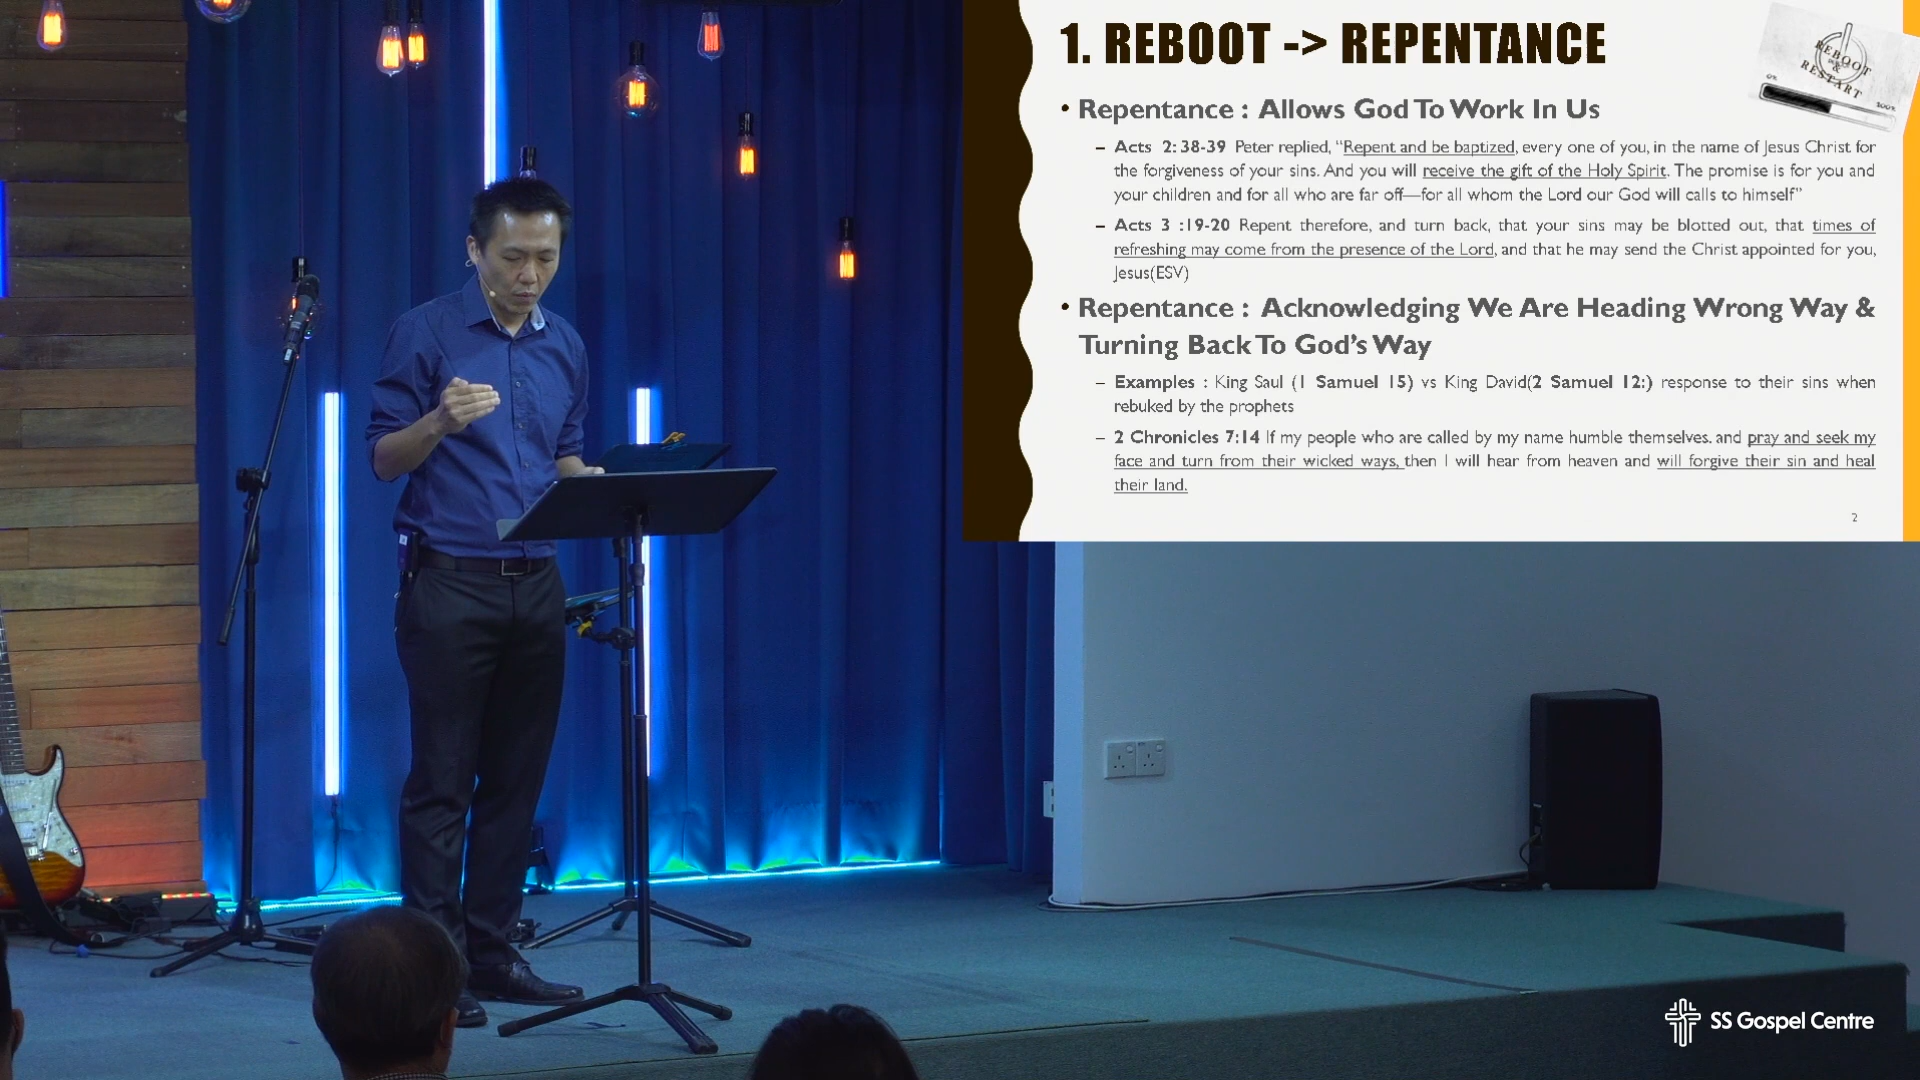 1. REBOOT -> REPENTANCE
REBOOT
&
RESTART
0%
100%
• Repentance : Allows God To Work In Us
– Acts 2: 38-39 Peter replied, “Repent and be baptized, every one of you, in the name of Jesus Christ for
the forgiveness of your sins. And you will receive the gift of the Holy Spirit. The promise is for you and
your children and for all who are far off—for all whom the Lord our God will calls to himself”
– Acts 3 :19-20 Repent therefore, and turn back, that your sins may be blotted out, that times of
refreshing may come from the presence of the Lord, and that he may send the Christ appointed for you,
Jesus(ESV)
• Repentance : Acknowledging We Are Heading Wrong Way &
Turning Back To God’s Way
– Examples : King Saul (1 Samuel 15) vs King David(2 Samuel 12:) response to their sins when
rebuked by the prophets
– 2 Chronicles 7:14 If my people who are called by my name humble themselves. and pray and seek my
face and turn from their wicked ways, then I will hear from heaven and will forgive their sin and heal
their land.
2
SS Gospel Centre